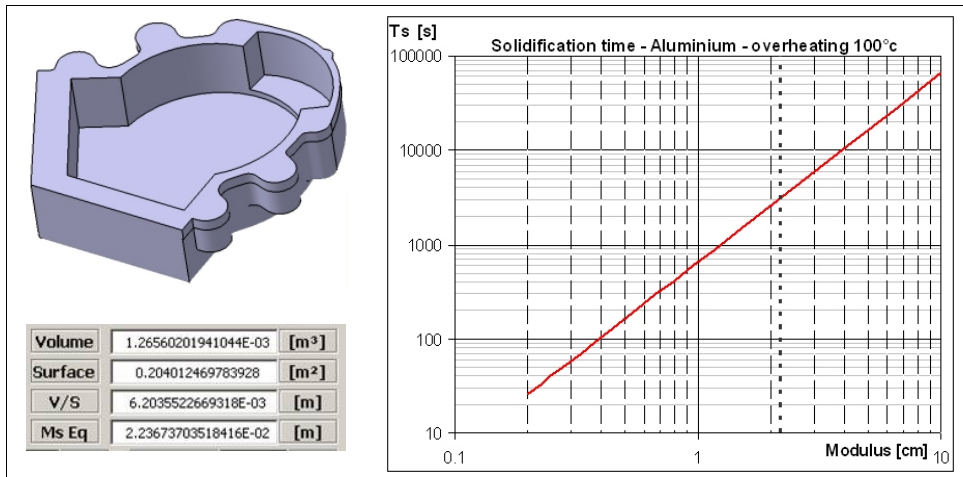 Volume 1.26560201941044E-03 [m³]
Surface 0.204012469783928 [m²]
V/S 6.2035522669318E-03 [m]
Ms Eq 2.23673703518416E-02 [m]
Ts [s]
Solidification time - Aluminium - overheating 100°c
100000
10000
1000
100
10
0.1 1 10
Modulus [cm]